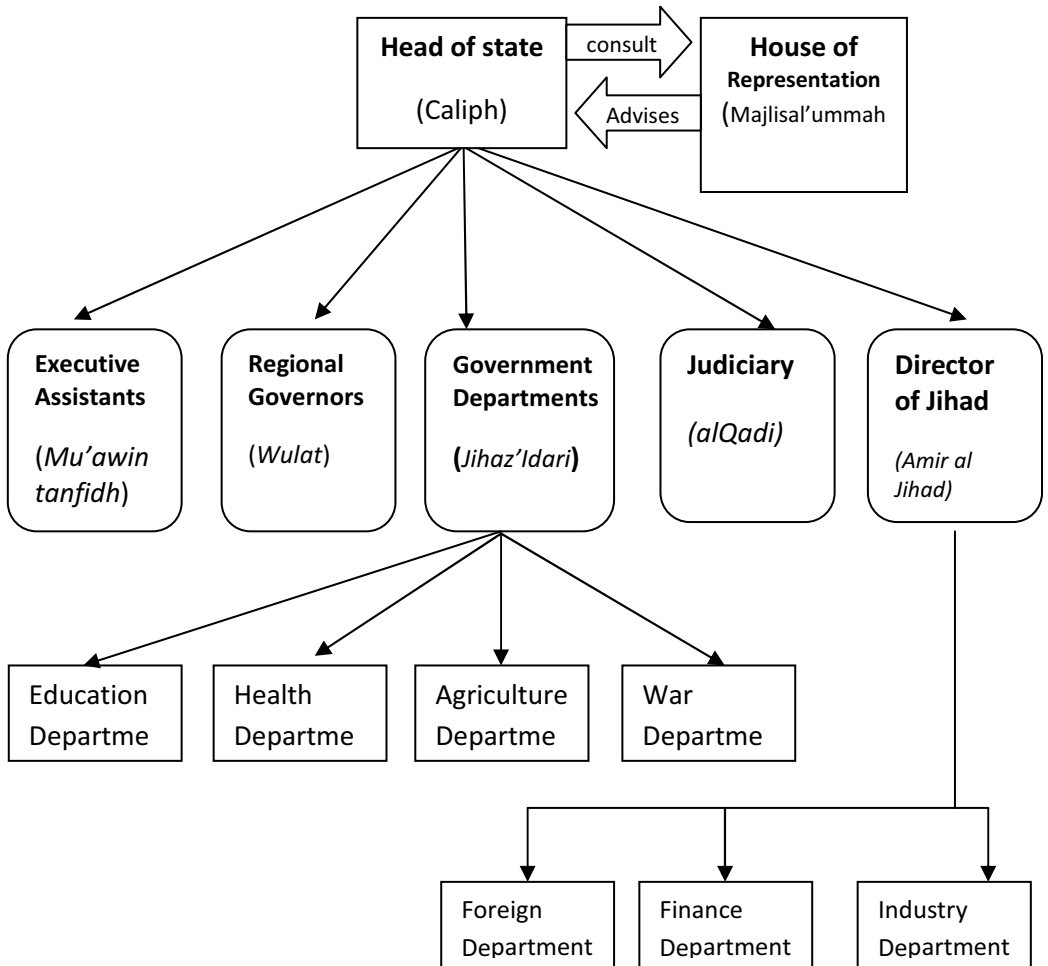 Head of state
(Caliph)
consult
Advises
House of
Representation
(Majlisal’ummah
Executive
Assistants
(Mu’awin
tanfidh)
Regional
Governors
(Wulat)
Government
Departments
(Jihaz’Idari)
Judiciary
(alQadi)
Director
of Jihad
(Amir al
Jihad)
Education
Departme
Health
Departme
Agriculture
Departme
War
Departme
Foreign
Department
Finance
Department
Industry
Department